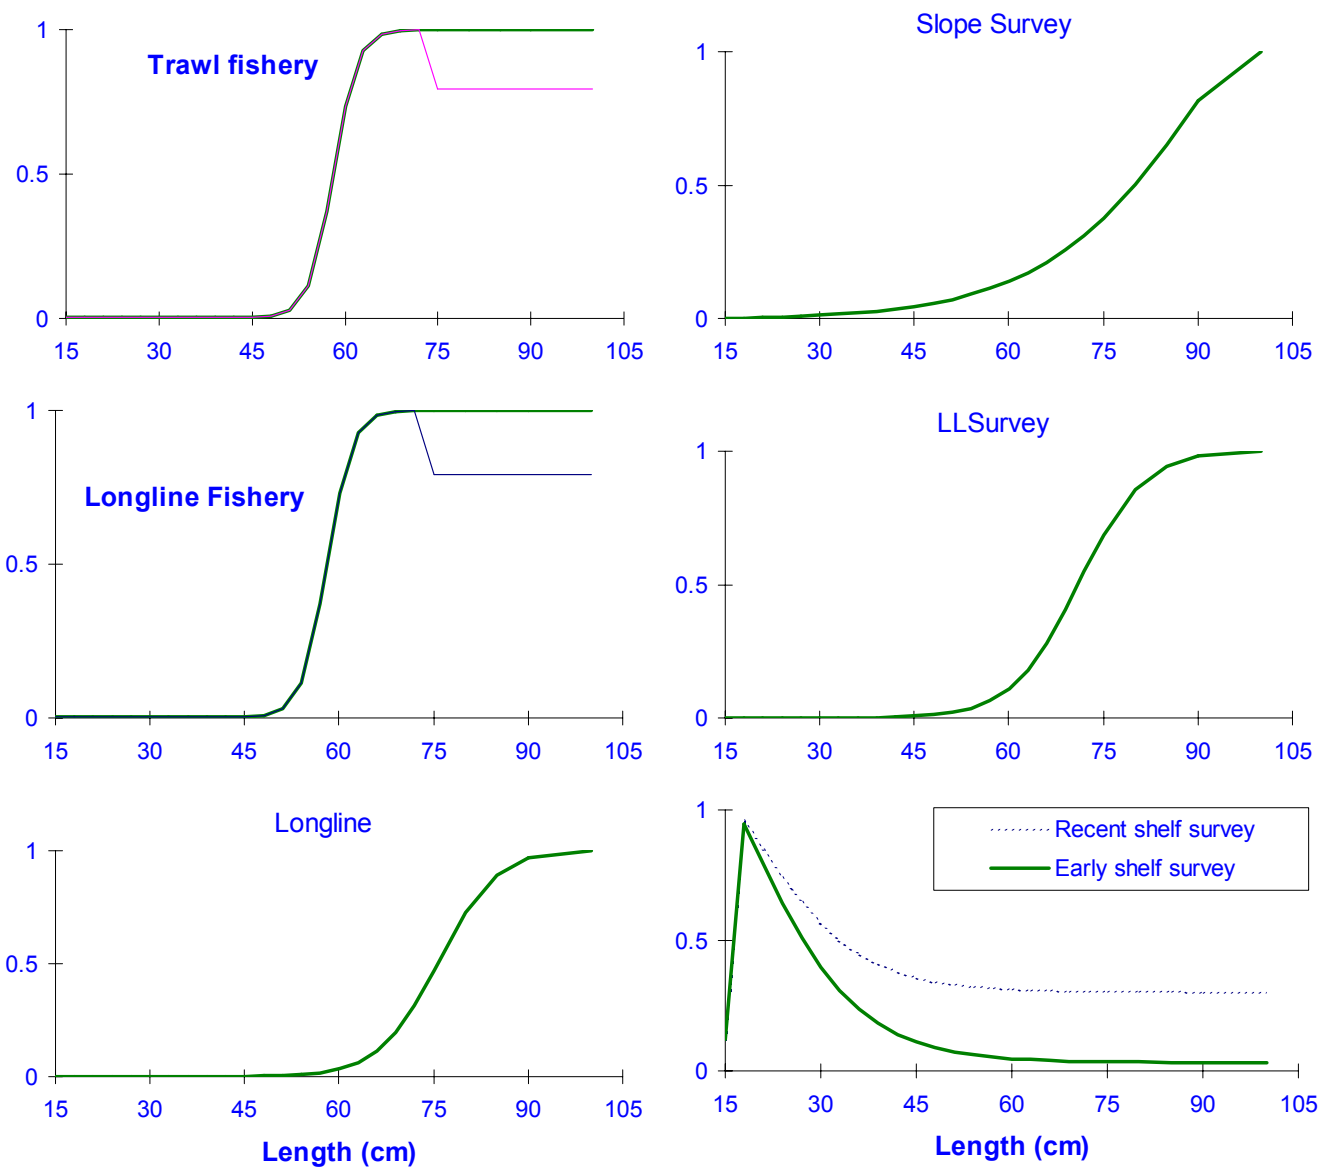 Trawl fishery
1
0.5
0
15 30 45 60 75 90 105
Slope Survey
1
0.5
0
15 30 45 60 75 90 105
Longline Fishery
1
0.5
0
15 30 45 60 75 90 105
LLSurvey
1
0.5
0
15 30 45 60 75 90 105
Longline
1
0.5
0
15 30 45 60 75 90 105
Length (cm)
Recent shelf survey
Early shelf survey
1
0.5
0
15 30 45 60 75 90 105
Length (cm)